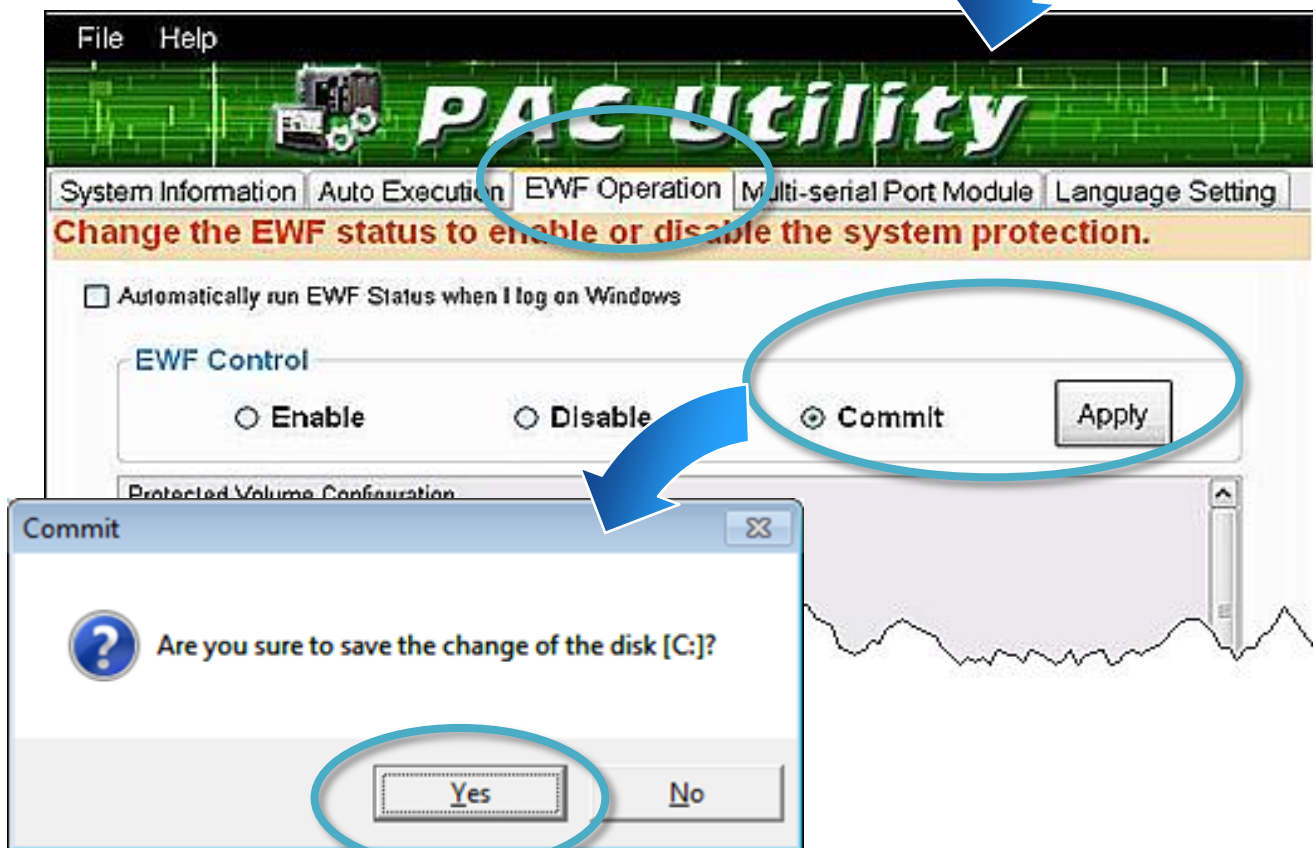 File Help
PAC Utility
System Information Auto Execution EWF Operation Multi-serial Port Module Language Setting
Change the EWF status to enable or disable the system protection.
Automatically run EWF Status when I log on Windows
EWF Control
Enable Disable Commit Apply
Protected Volume Configuration
Commit
Are you sure to save the change of the disk [C:]?
Yes No